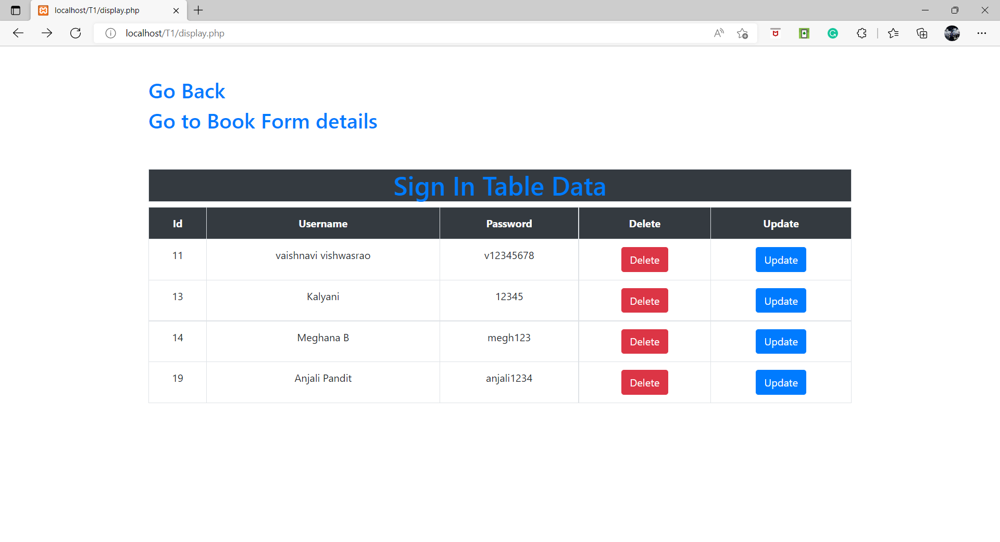 localhost/T1/display.php
localhost/T1/display.php
Go Back
Go to Book Form details
Sign In Table Data
Id Username Password Delete Update
11 vaishnavi vishwasrao v12345678 Delete Update
13 Kalyani 12345 Delete Update
14 Meghana B megh123 Delete Update
19 Anjali Pandit anjali1234 Delete Update